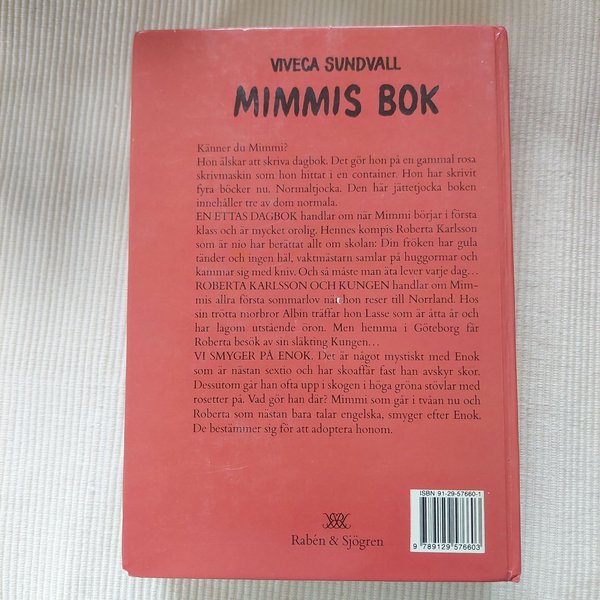 VIVECA SUNDVALL
MIMMIS BOK
Känner du Mimmi?
Hon älskar att skriva dagbok. Det gör hon på en gammal rosa
skrivmaskin som hon hittat i en container. Hon har skrivit
fyra böcker nu. Normaltjocka. Den här jättetjocka boken
innehåller tre av dom normala.
EN ETTAS DAGBOK handlar om när Mimmi börjar i första
klass och är mycket orolig. Hennes kompis Roberta Karlsson
som är nio har berättat allt om skolan: Din fröken har gula
tänder och ingen häl, vaktmästarn samlar på huggormar och
kammar sig med kniv. Och så måste man äta lever varje dag...
ROBERTA KARLSSON OCH KUNGEN handlar om Mim-
mis allra första sommarlov när hon reser till Norrland. Hos
sin trötta morbror Albin träffar hon Lasse som är åtta år och
har lagom utstående öron. Men hemma i Göteborg får
Roberta besök av sin släkting Kungen...
VI SMYGER PÅ ENOK. Det är något mystiskt med Enok
som är nästan sextio och har skoaffär fast han avskyr skor.
Dessutom går han ofta upp i skogen i höga gröna stövlar med
rosetter på. Vad gör han där? Mimmi som går i tvåan nu och
Roberta som nästan bara talar engelska, smyger efter Enok.
De bestämmer sig för att adoptera honom.
ISBN 91-29-57660-1
9 789129 576603
Rabén & Sjögren